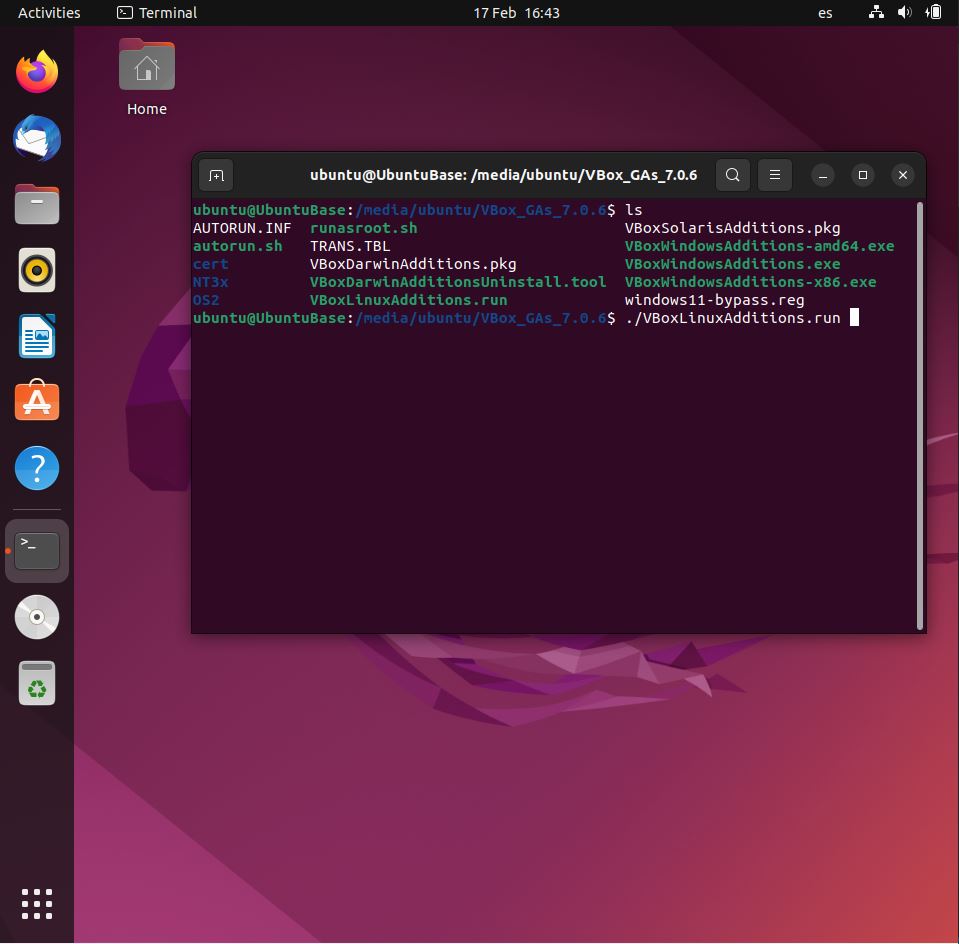 Activities Terminal 17 Feb 16:43 es
Home
ubuntu@UbuntuBase: /media/ubuntu/VBox_GAs_7.0.6
ubuntu@UbuntuBase:/media/ubuntu/VBox_GAs_7.0.6$ ls
AUTORUN.INF runasroot.sh VBoxSolarisAdditions.pkg
autorun.sh TRANS.TBL VBoxWindowsAdditions-amd64.exe
cert VBoxDarwinAdditions.pkg VBoxWindowsAdditions.exe
NT3x VBoxDarwinAdditionsUninstall.tool VBoxWindowsAdditions-x86.exe
OS2 VBoxLinuxAdditions.run windows11-bypass.reg
ubuntu@UbuntuBase:/media/ubuntu/VBox_GAs_7.0.6$ ./VBoxLinuxAdditions.run